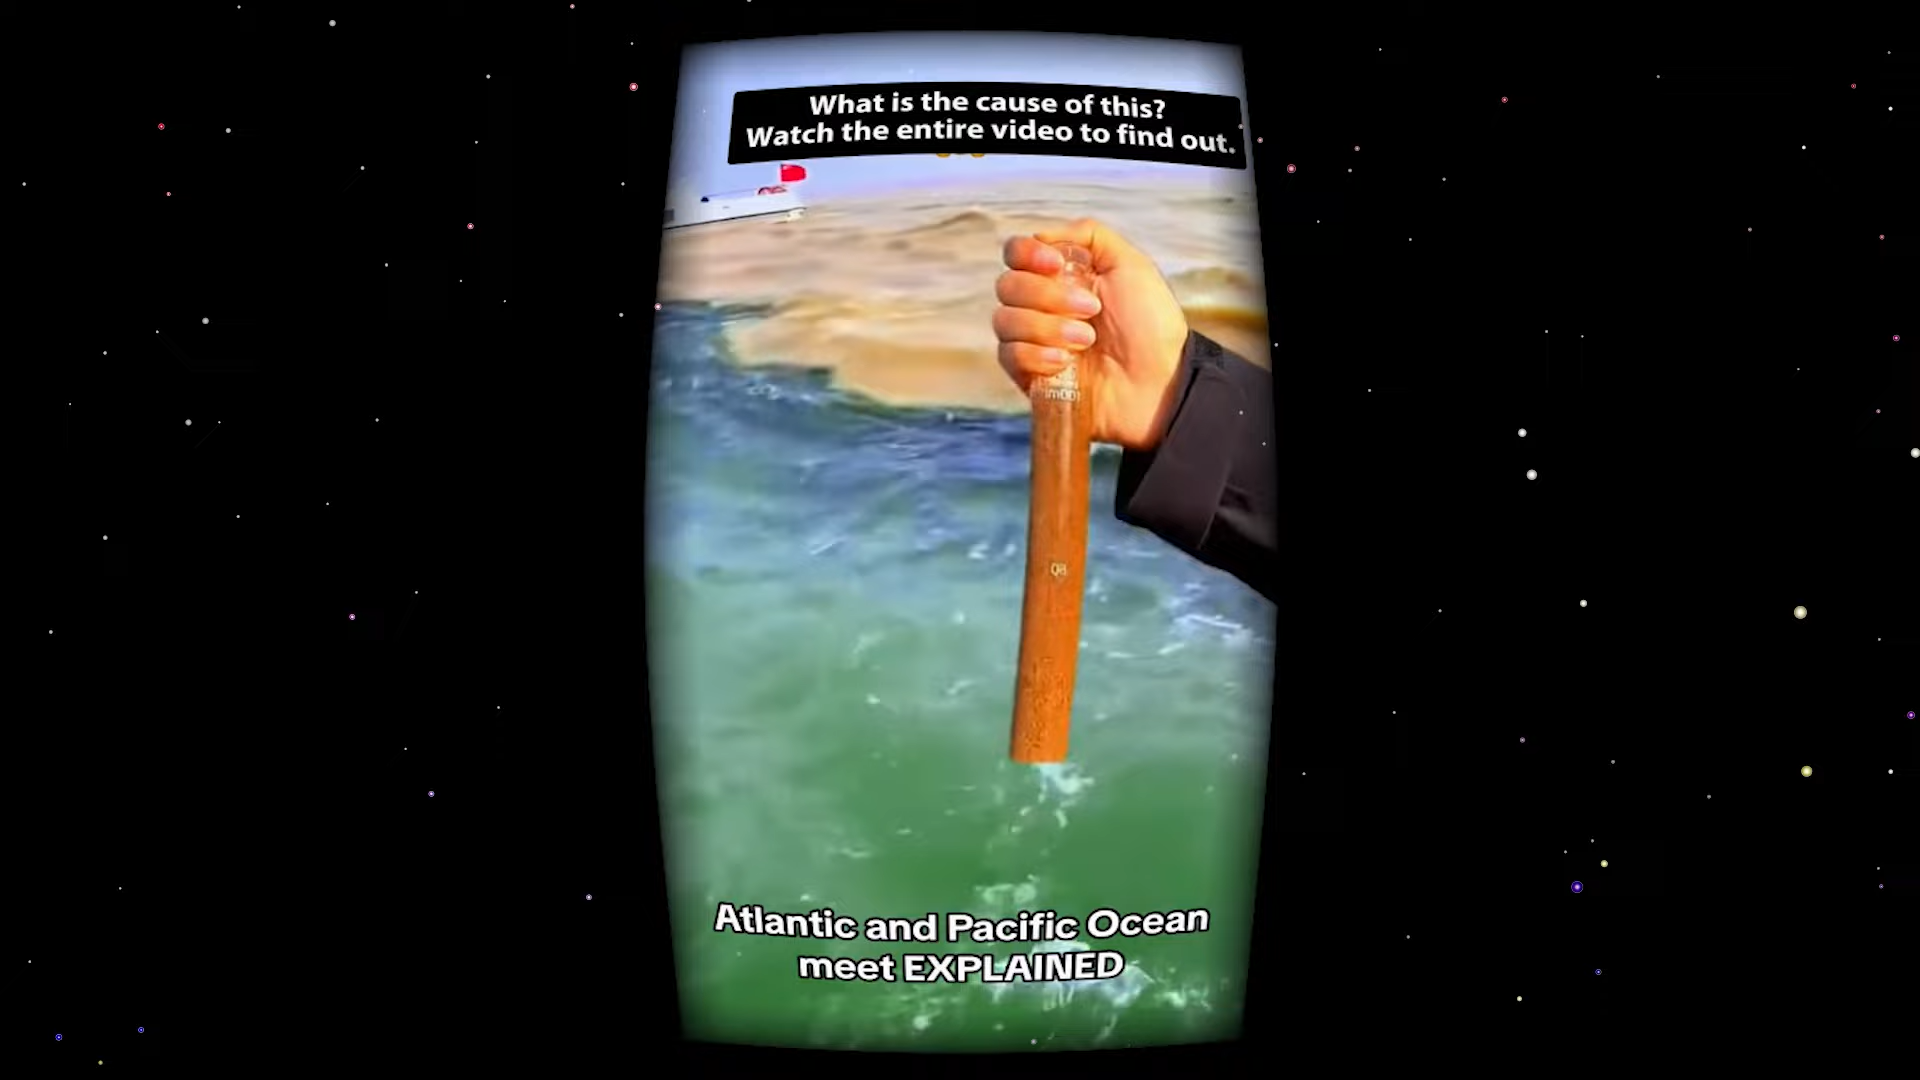 What is the cause of this?
Watch the entire video to find out.
Atlantic and Pacific Ocean
meet EXPLAINED